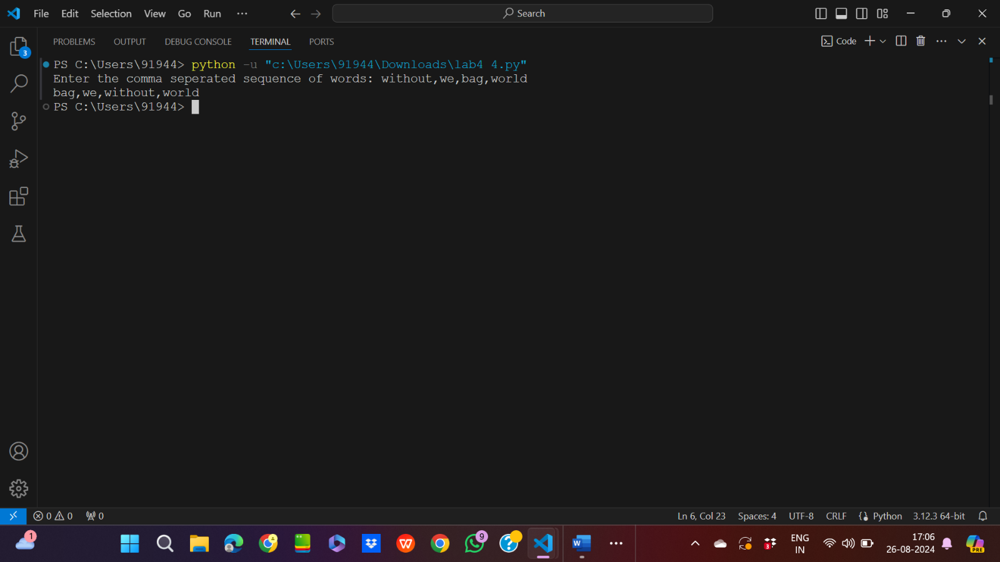 File Edit Selection View Go Run ··· Search
PROBLEMS OUTPUT DEBUG CONSOLE TERMINAL PORTS Code
3
PS C:\Users\91944> python -u "c:\Users\91944\Downloads\lab4 4.py"
Enter the comma seperated sequence of words: without,we,bag,world
bag,we,without,world
PS C:\Users\91944>
0 0 0 Ln 6, Col 23 Spaces: 4 UTF-8 CRLF Python 3.12.3 64-bit
1 9 W W 3 ENG 17:06
IN 26-08-2024 PRE